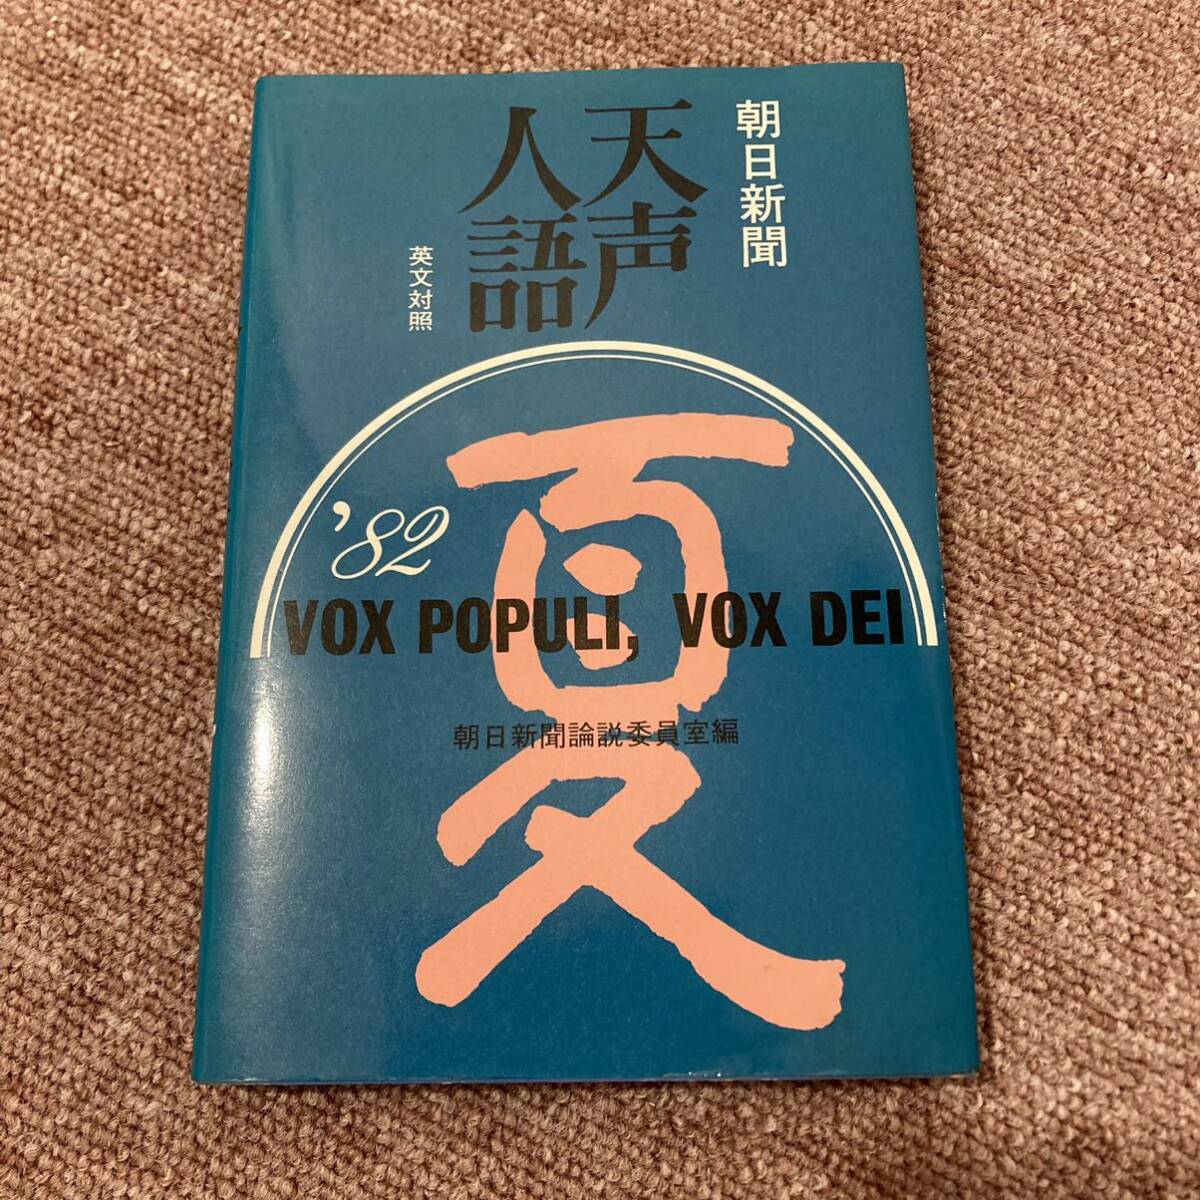 朝日新聞
天声
人語
英文対照
'82
夏
VOX POPULI, VOX DEI
朝日新聞論説委員室編